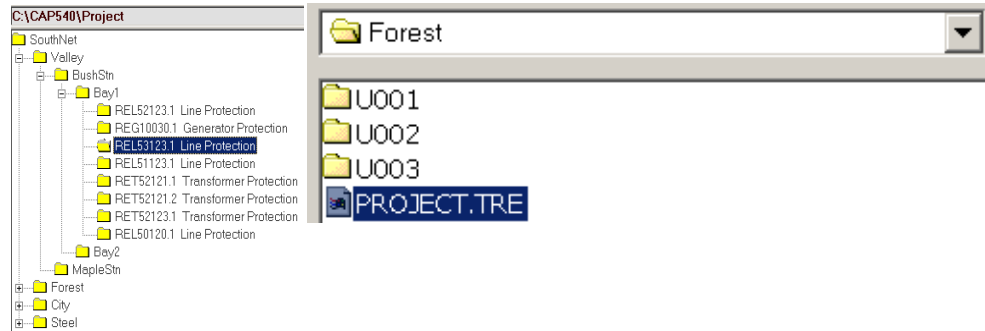 C:\CAP540\Project
SouthNet
Valley
BushStn
Bay1
REL52123.1 Line Protection
REG10030.1 Generator Protection
REL53123.1 Line Protection
REL51123.1 Line Protection
RET52121.1 Transformer Protection
RET52121.2 Transformer Protection
RET52123.1 Transformer Protection
REL50120.1 Line Protection
Bay2
MapleStn
Forest
City
Steel
Forest
U001
U002
U003
PROJECT.TRE